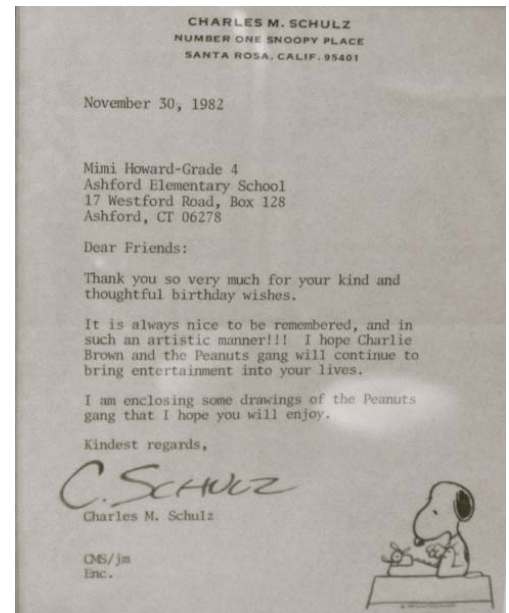 CHARLES M. SCHULZ
NUMBER ONE SNOOPY PLACE
SANTA ROSA, CALIF. 95401
November 30, 1982
Mimi Howard-Grade 4
Ashford Elementary School
17 Westford Road, Box 128
Ashford, CT 06278
Dear Friends:
Thank you so very much for your kind and
thoughtful birthday wishes.
It is always nice to be remembered, and in
such an artistic manner!!! I hope Charlie
Brown and the Peanuts gang will continue to
bring entertainment into your lives.
I am enclosing some drawings of the Peanuts
gang that I hope you will enjoy.
Kindest regards,
C. SCHULZ
Charles M. Schulz
CMS/jm
Enc.